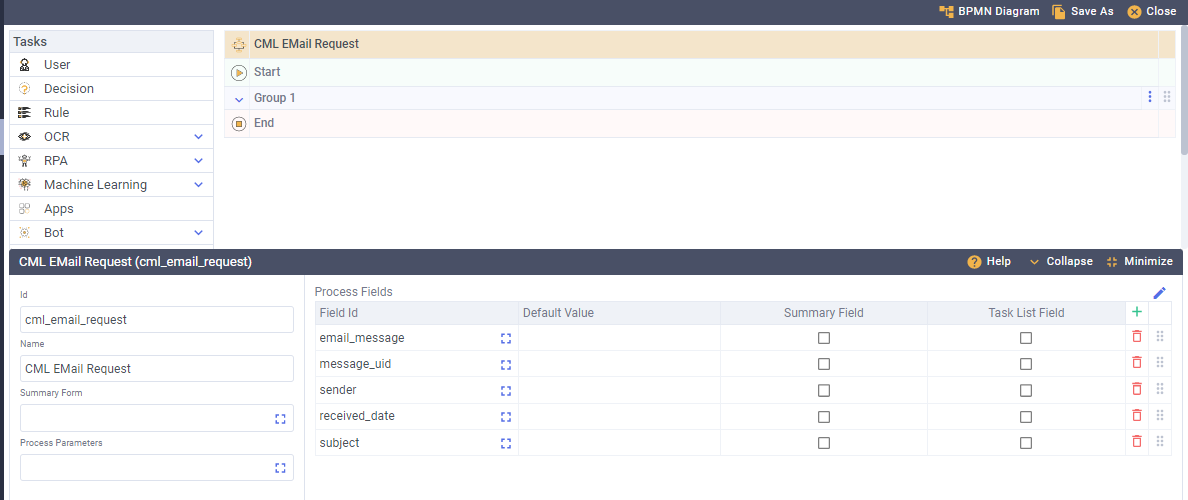 BPMN Diagram Save As Close
Tasks
User
Decision
Rule
OCR
RPA
Machine Learning
Apps
Bot
CML EMail Request
Start
Group 1
End
CML EMail Request (cml_email_request)
Help Collapse Minimize
Id
cml_email_request
Name
CML EMail Request
Summary Form
Process Parameters
Process Fields
Field Id Default Value Summary Field Task List Field
email_message
message_uid
sender
received_date
subject